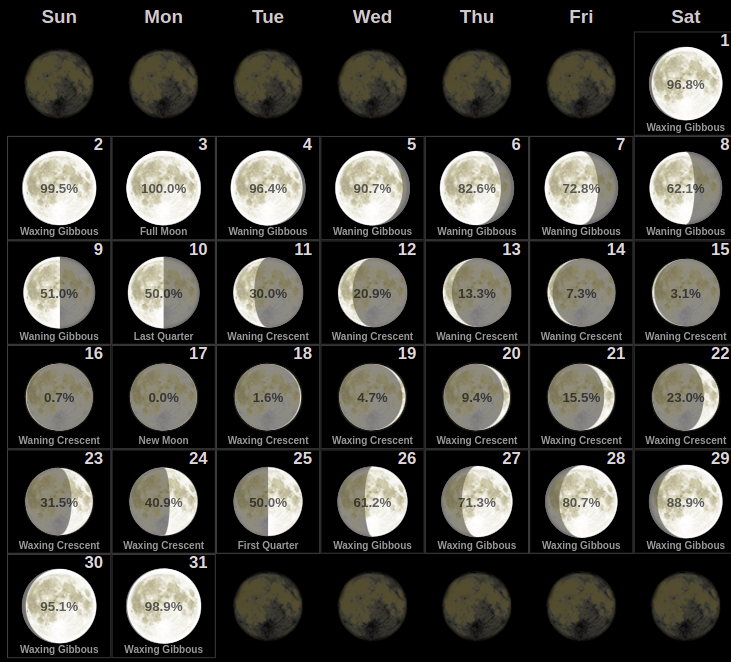 Sun Mon Tue Wed Thu Fri Sat
1
96.8%
Waxing Gibbous
2 3 4 5 6 7 8
99.5% 100.0% 96.4% 90.7% 82.6% 72.8% 62.1%
Waxing Gibbous Full Moon Waning Gibbous Waning Gibbous Waning Gibbous Waning Gibbous Waning Gibbous
9 10 11 12 13 14 15
51.0% 50.0% 30.0% 20.9% 13.3% 7.3% 3.1%
Waning Gibbous Last Quarter Waning Crescent Waning Crescent Waning Crescent Waning Crescent Waning Crescent
16 17 18 19 20 21 22
0.7% 0.0% 1.6% 4.7% 9.4% 15.5% 23.0%
Waning Crescent New Moon Waxing Crescent Waxing Crescent Waxing Crescent Waxing Crescent Waxing Crescent
23 24 25 26 27 28 29
31.5% 40.9% 50.0% 61.2% 71.3% 80.7% 88.9%
Waxing Crescent Waxing Crescent First Quarter Waxing Gibbous Waxing Gibbous Waxing Gibbous Waxing Gibbous
30 31
95.1% 98.9%
Waxing Gibbous Waxing Gibbous